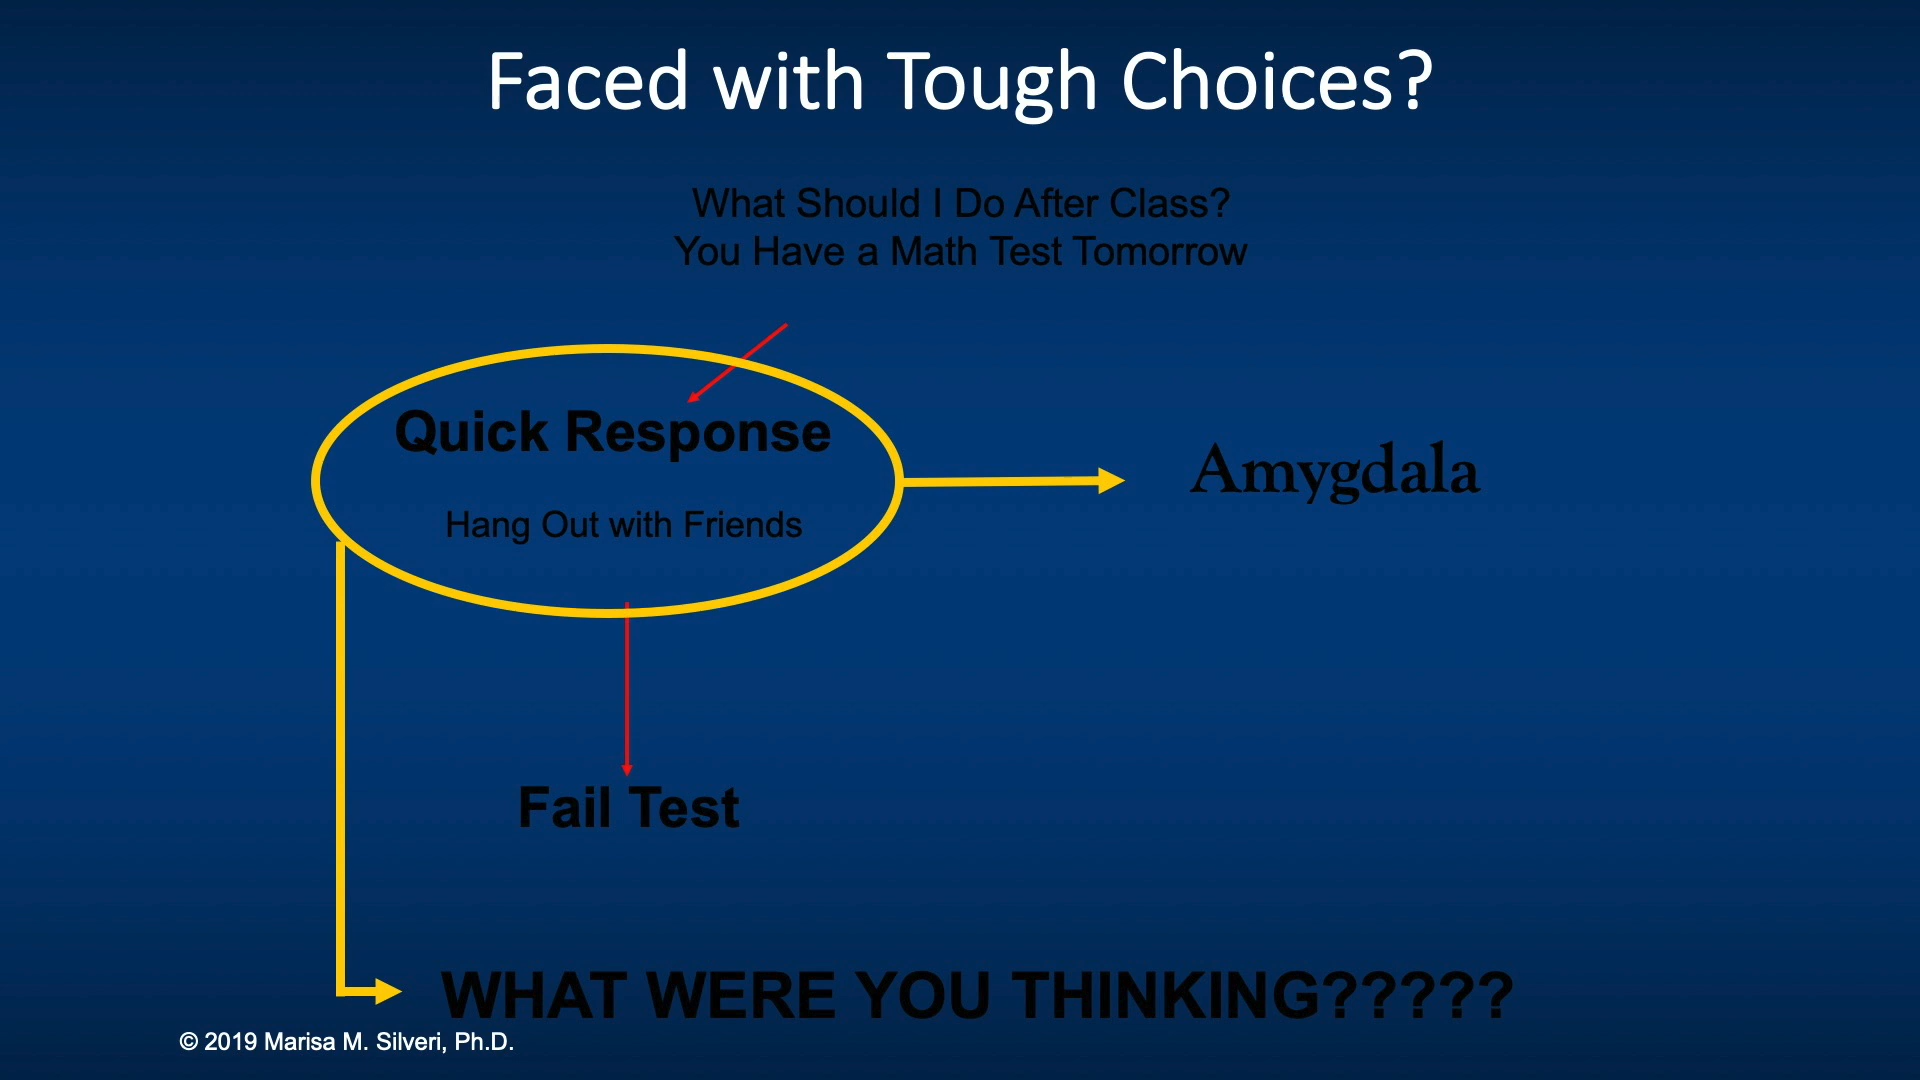 Faced with Tough Choices?
What Should I Do After Class?
You Have a Math Test Tomorrow
Quick Response
Hang Out with Friends
Amygdala
Fail Test
WHAT WERE YOU THINKING?????
© 2019 Marisa M. Silveri, Ph.D.